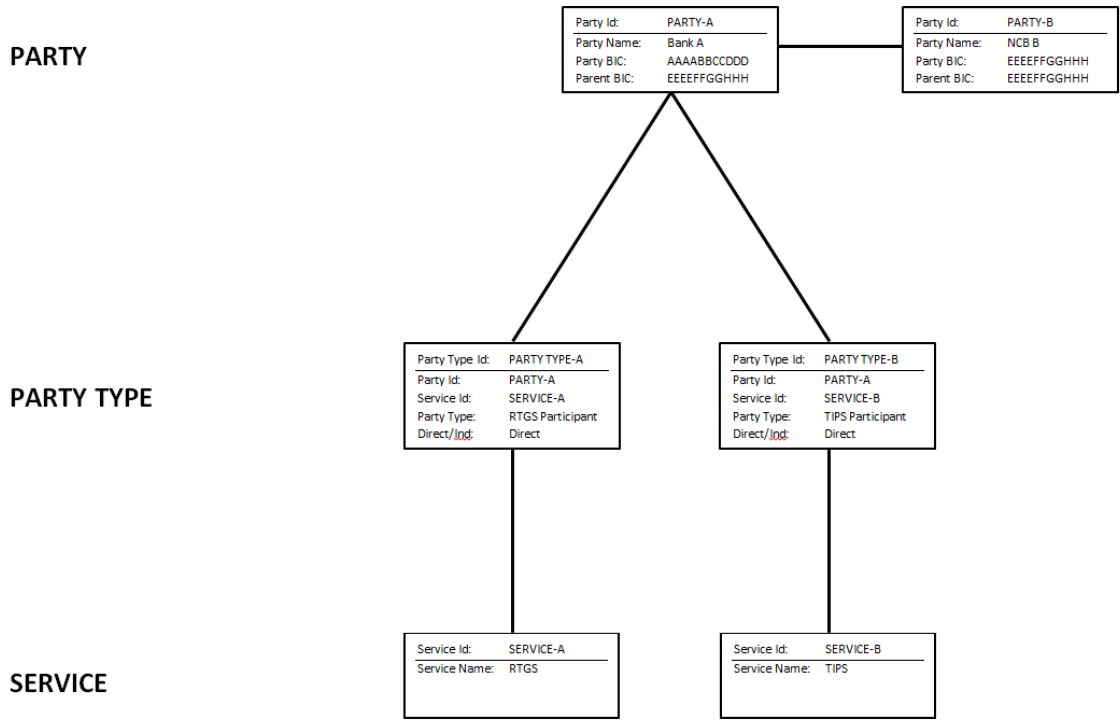 PARTY
Party Id: PARTY-A
Party Name: Bank A
Party BIC: AAAABBCCDDD
Parent BIC: EEEEFFGGHHH
Party Id: PARTY-B
Party Name: NCB B
Party BIC: EEEEFFGGHHH
Parent BIC: EEEEFFGGHHH
PARTY TYPE
Party Type Id: PARTY TYPE-A
Party Id: PARTY-A
Service Id: SERVICE-A
Party Type: RTGS Participant
Direct/Ind: Direct
Party Type Id: PARTY TYPE-B
Party Id: PARTY-A
Service Id: SERVICE-B
Party Type: TIPS Participant
Direct/Ind: Direct
SERVICE
Service Id: SERVICE-A
Service Name: RTGS
Service Id: SERVICE-B
Service Name: TIPS